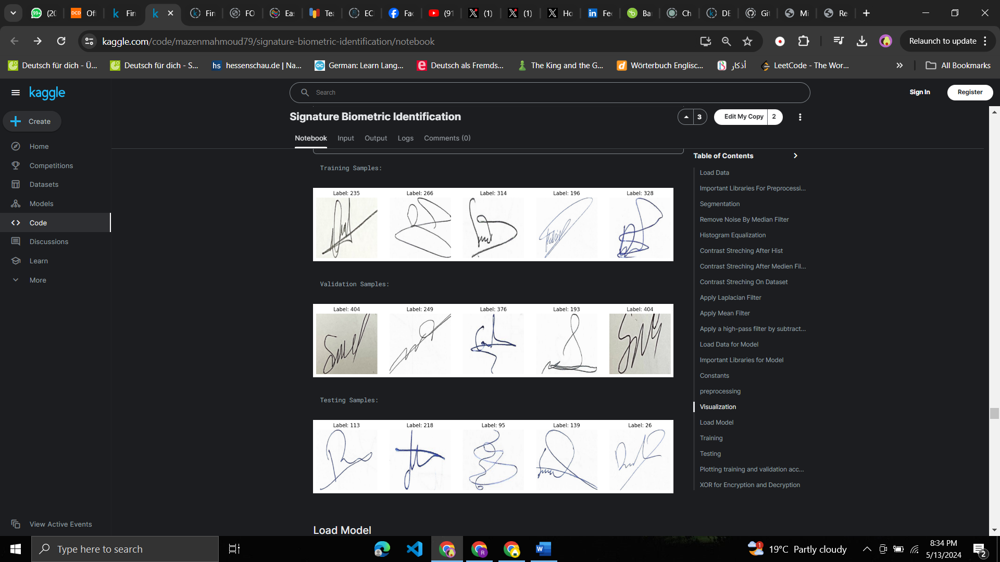 (20
Off
Fin
Fin
FO
Eas
Tea
EC
Fac
(91
(1)
(1)
Ho
Fee
Bar
Ch
DE
Git
Mi
Re
kaggle.com/code/mazenmahmoud79/signature-biometric-identification/notebook
Relaunch to update
Deutsch für dich - Ü...
Deutsch für dich - S...
hessenschau.de | Na...
German: Learn Lang...
Deutsch als Fremds...
The King and the G...
Wörterbuch Englisc...
أذكار
LeetCode - The Wor...
All Bookmarks
kaggle
Search
Sign In
Register
Create
Home
Competitions
Datasets
Models
Code
Discussions
Learn
More
View Active Events
Signature Biometric Identification
3
Edit My Copy 2
Notebook Input Output Logs Comments (0)
Training Samples:
Label: 235 Label: 266 Label: 314 Label: 196 Label: 328
Validation Samples:
Label: 404 Label: 249 Label: 376 Label: 193 Label: 404
Testing Samples:
Label: 113 Label: 218 Label: 95 Label: 139 Label: 26
Load Model
Table of Contents
Load Data
Important Libraries For Preprocessi...
Segmentation
Remove Noise By Median Filter
Histogram Equalization
Contrast Streching After Hist
Contrast Streching After Medien Fil...
Contrast Streching On Dataset
Apply Laplacian Filter
Apply Mean Filter
Apply a high-pass filter by subtract...
Load Data for Model
Important Libraries for Model
Constants
preprocessing
Visualization
Load Model
Training
Testing
Plotting training and validation acc...
XOR for Encryption and Decryption
Type here to search
19°C Partly cloudy
8:34 PM
5/13/2024
2